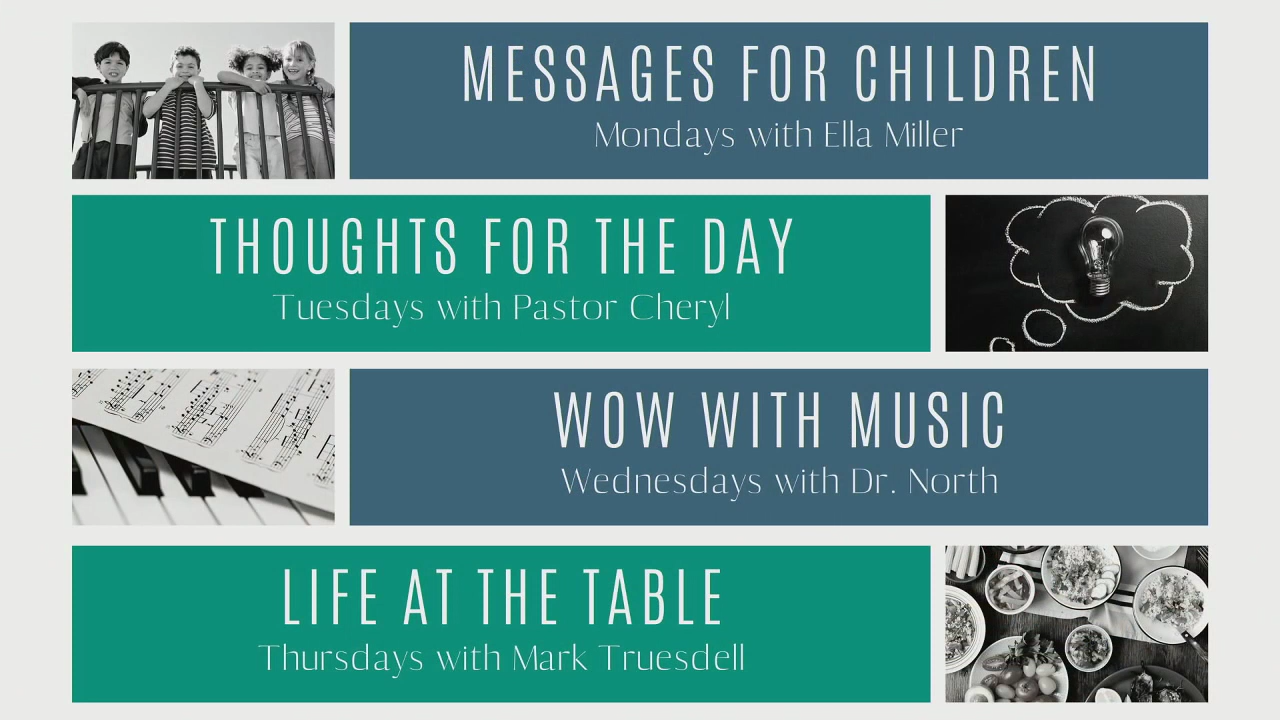 MESSAGES FOR CHILDREN
Mondays with Ella Miller
THOUGHTS FOR THE DAY
Tuesdays with Pastor Cheryl
WOW WITH MUSIC
Wednesdays with Dr. North
LIFE AT THE TABLE
Thursdays with Mark Truesdell